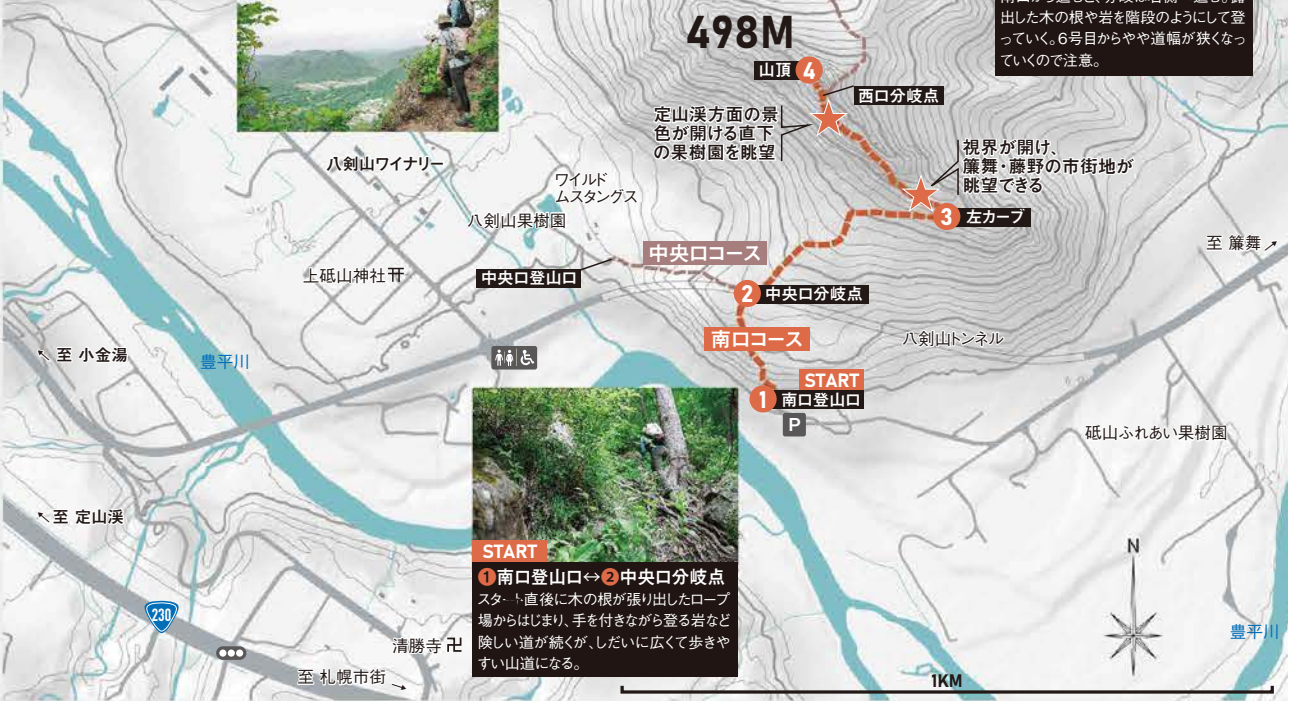 498M
出した木の根や岩を階段のようにして登
っていく。6号目からやや道幅が狭くなっ
ていくので注意。
山頂 4
西口分岐点
定山渓方面の景
色が開ける直下
の果樹園を眺望
視界が開け、
簾舞・藤野の市街地が
眺望できる
3 左カーブ
八剣山ワイナリー
ワイルド
ムスタングス
八剣山果樹園
中央口コース
至 簾舞
上砥山神社
中央口登山口
2 中央口分岐点
南口コース
八剣山トンネル
至 小金湯
豊平川
START
1 南口登山口
P
砥山ふれあい果樹園
至 定山渓
START
1南口登山口↔2中央口分岐点
スタート直後に木の根が張り出したロープ
場からはじまり、手を付きながら登る岩など
険しい道が続くが、しだいに広くて歩きや
すい山道になる。
N
230
豊平川
清勝寺 卍
至 札幌市街
1KM